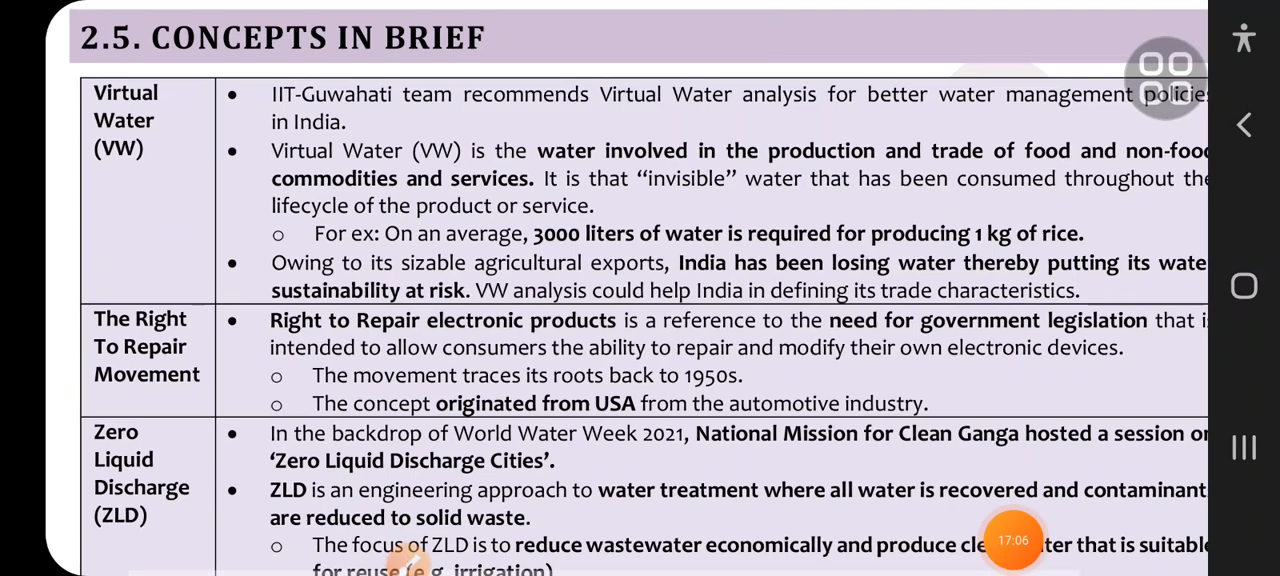 2.5. CONCEPTS IN BRIEF
Virtual
Water
(VW)
● IIT-Guwahati team recommends Virtual Water analysis for better water management
in India.
● Virtual Water (VW) is the water involved in the production and trade of food and
commodities and services. It is that “invisible” water that has been consumed throughout
lifecycle of the product or service.
o For ex: On an average, 3000 liters of water is required for producing 1 kg of rice.
● Owing to its sizable agricultural exports, India has been losing water thereby putting its
sustainability at risk. VW analysis could help India in defining its trade characteristics.
The Right
To Repair
Movement
● Right to Repair electronic products is a reference to the need for government legislation that
intended to allow consumers the ability to repair and modify their own electronic devices.
o The movement traces its roots back to 1950s.
o The concept originated from USA from the automotive industry.
Zero
Liquid
Discharge
(ZLD)
● In the backdrop of World Water Week 2021, National Mission for Clean Ganga hosted a session
‘Zero Liquid Discharge Cities’.
● ZLD is an engineering approach to water treatment where all water is recovered and
are reduced to solid waste.
o The focus of ZLD is to reduce wastewater economically and produce that is
for reuse (e.g. irrigation)
17:06